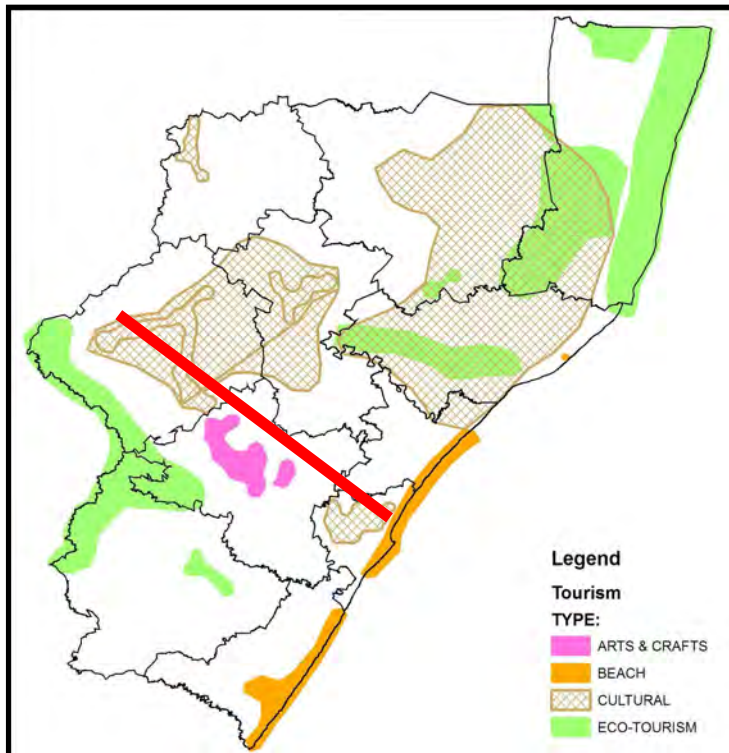 Legend
Tourism
TYPE:
ARTS & CRAFTS
BEACH
CULTURAL
ECO-TOURISM